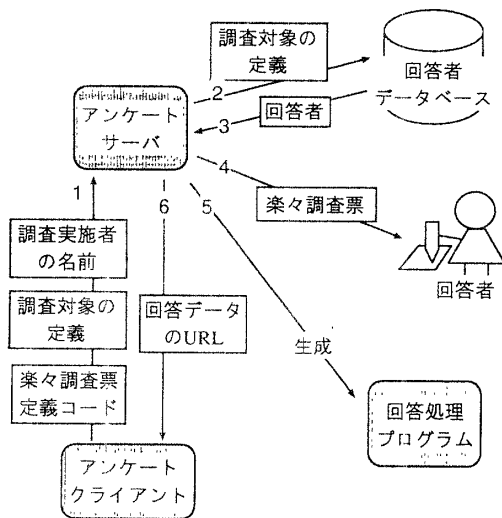 調査対象の
定義
2
回答者
データベース
回答者
3
アンケート
サーバ
4
1
6
5
楽々調査票
調査実施者
の名前
回答者
調査対象の
定義
回答データ
のURL
生成
楽々調査票
定義コード
回答処理
プログラム
アンケート
クライアント